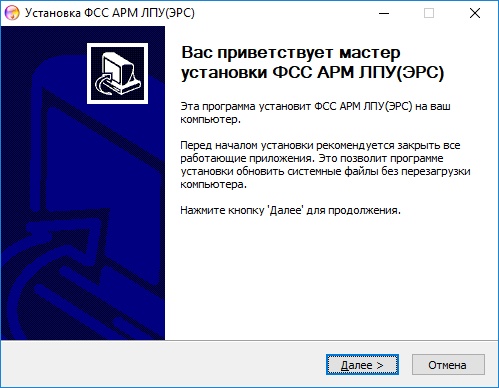 Установка ФСС АРМ ЛПУ(ЭРС)
Вас приветствует мастер
установки ФСС АРМ ЛПУ(ЭРС)
Эта программа установит ФСС АРМ ЛПУ(ЭРС) на ваш
компьютер.
Перед началом установки рекомендуется закрыть все
работающие приложения. Это позволит программе
установки обновить системные файлы без перезагрузки
компьютера.
Нажмите кнопку 'Далее' для продолжения.
Далее >
Отмена